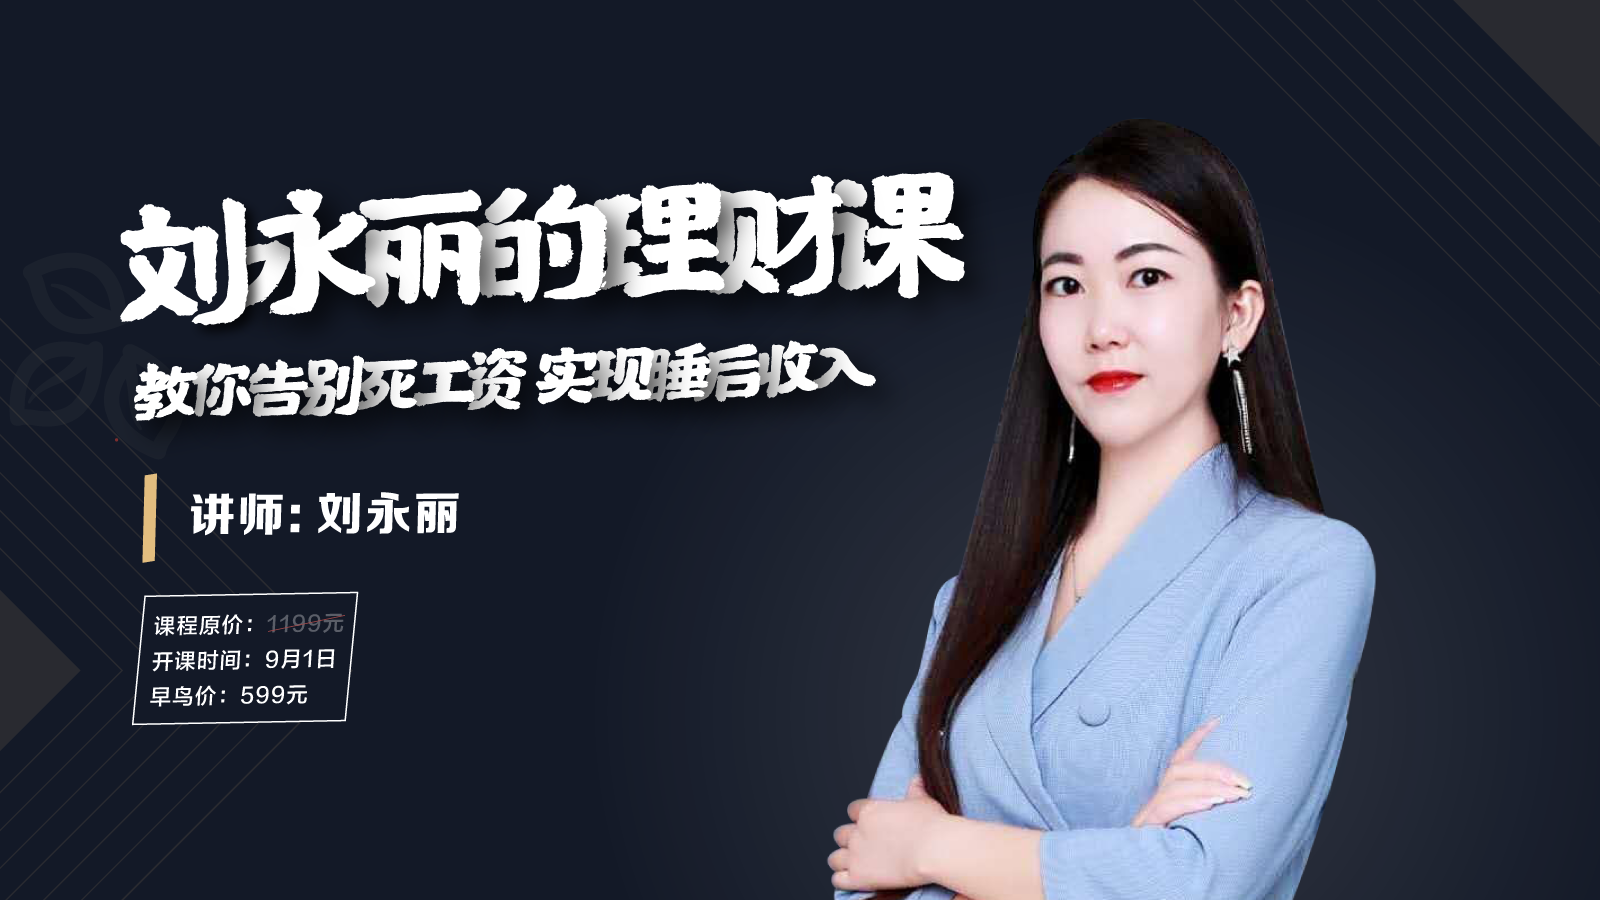 刘永丽的理财课
教你告别死工资 实现睡后收入
讲师: 刘永丽
课程原价: 1199元
开课时间: 9月1日
早鸟价: 599元